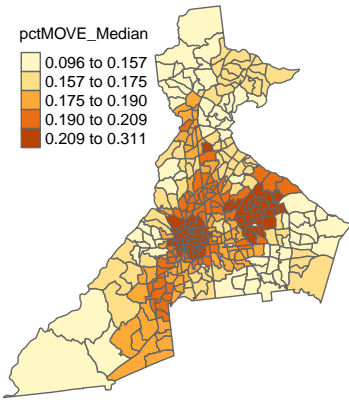 pctMOVE_Median
0.096 to 0.157
0.157 to 0.175
0.175 to 0.190
0.190 to 0.209
0.209 to 0.311